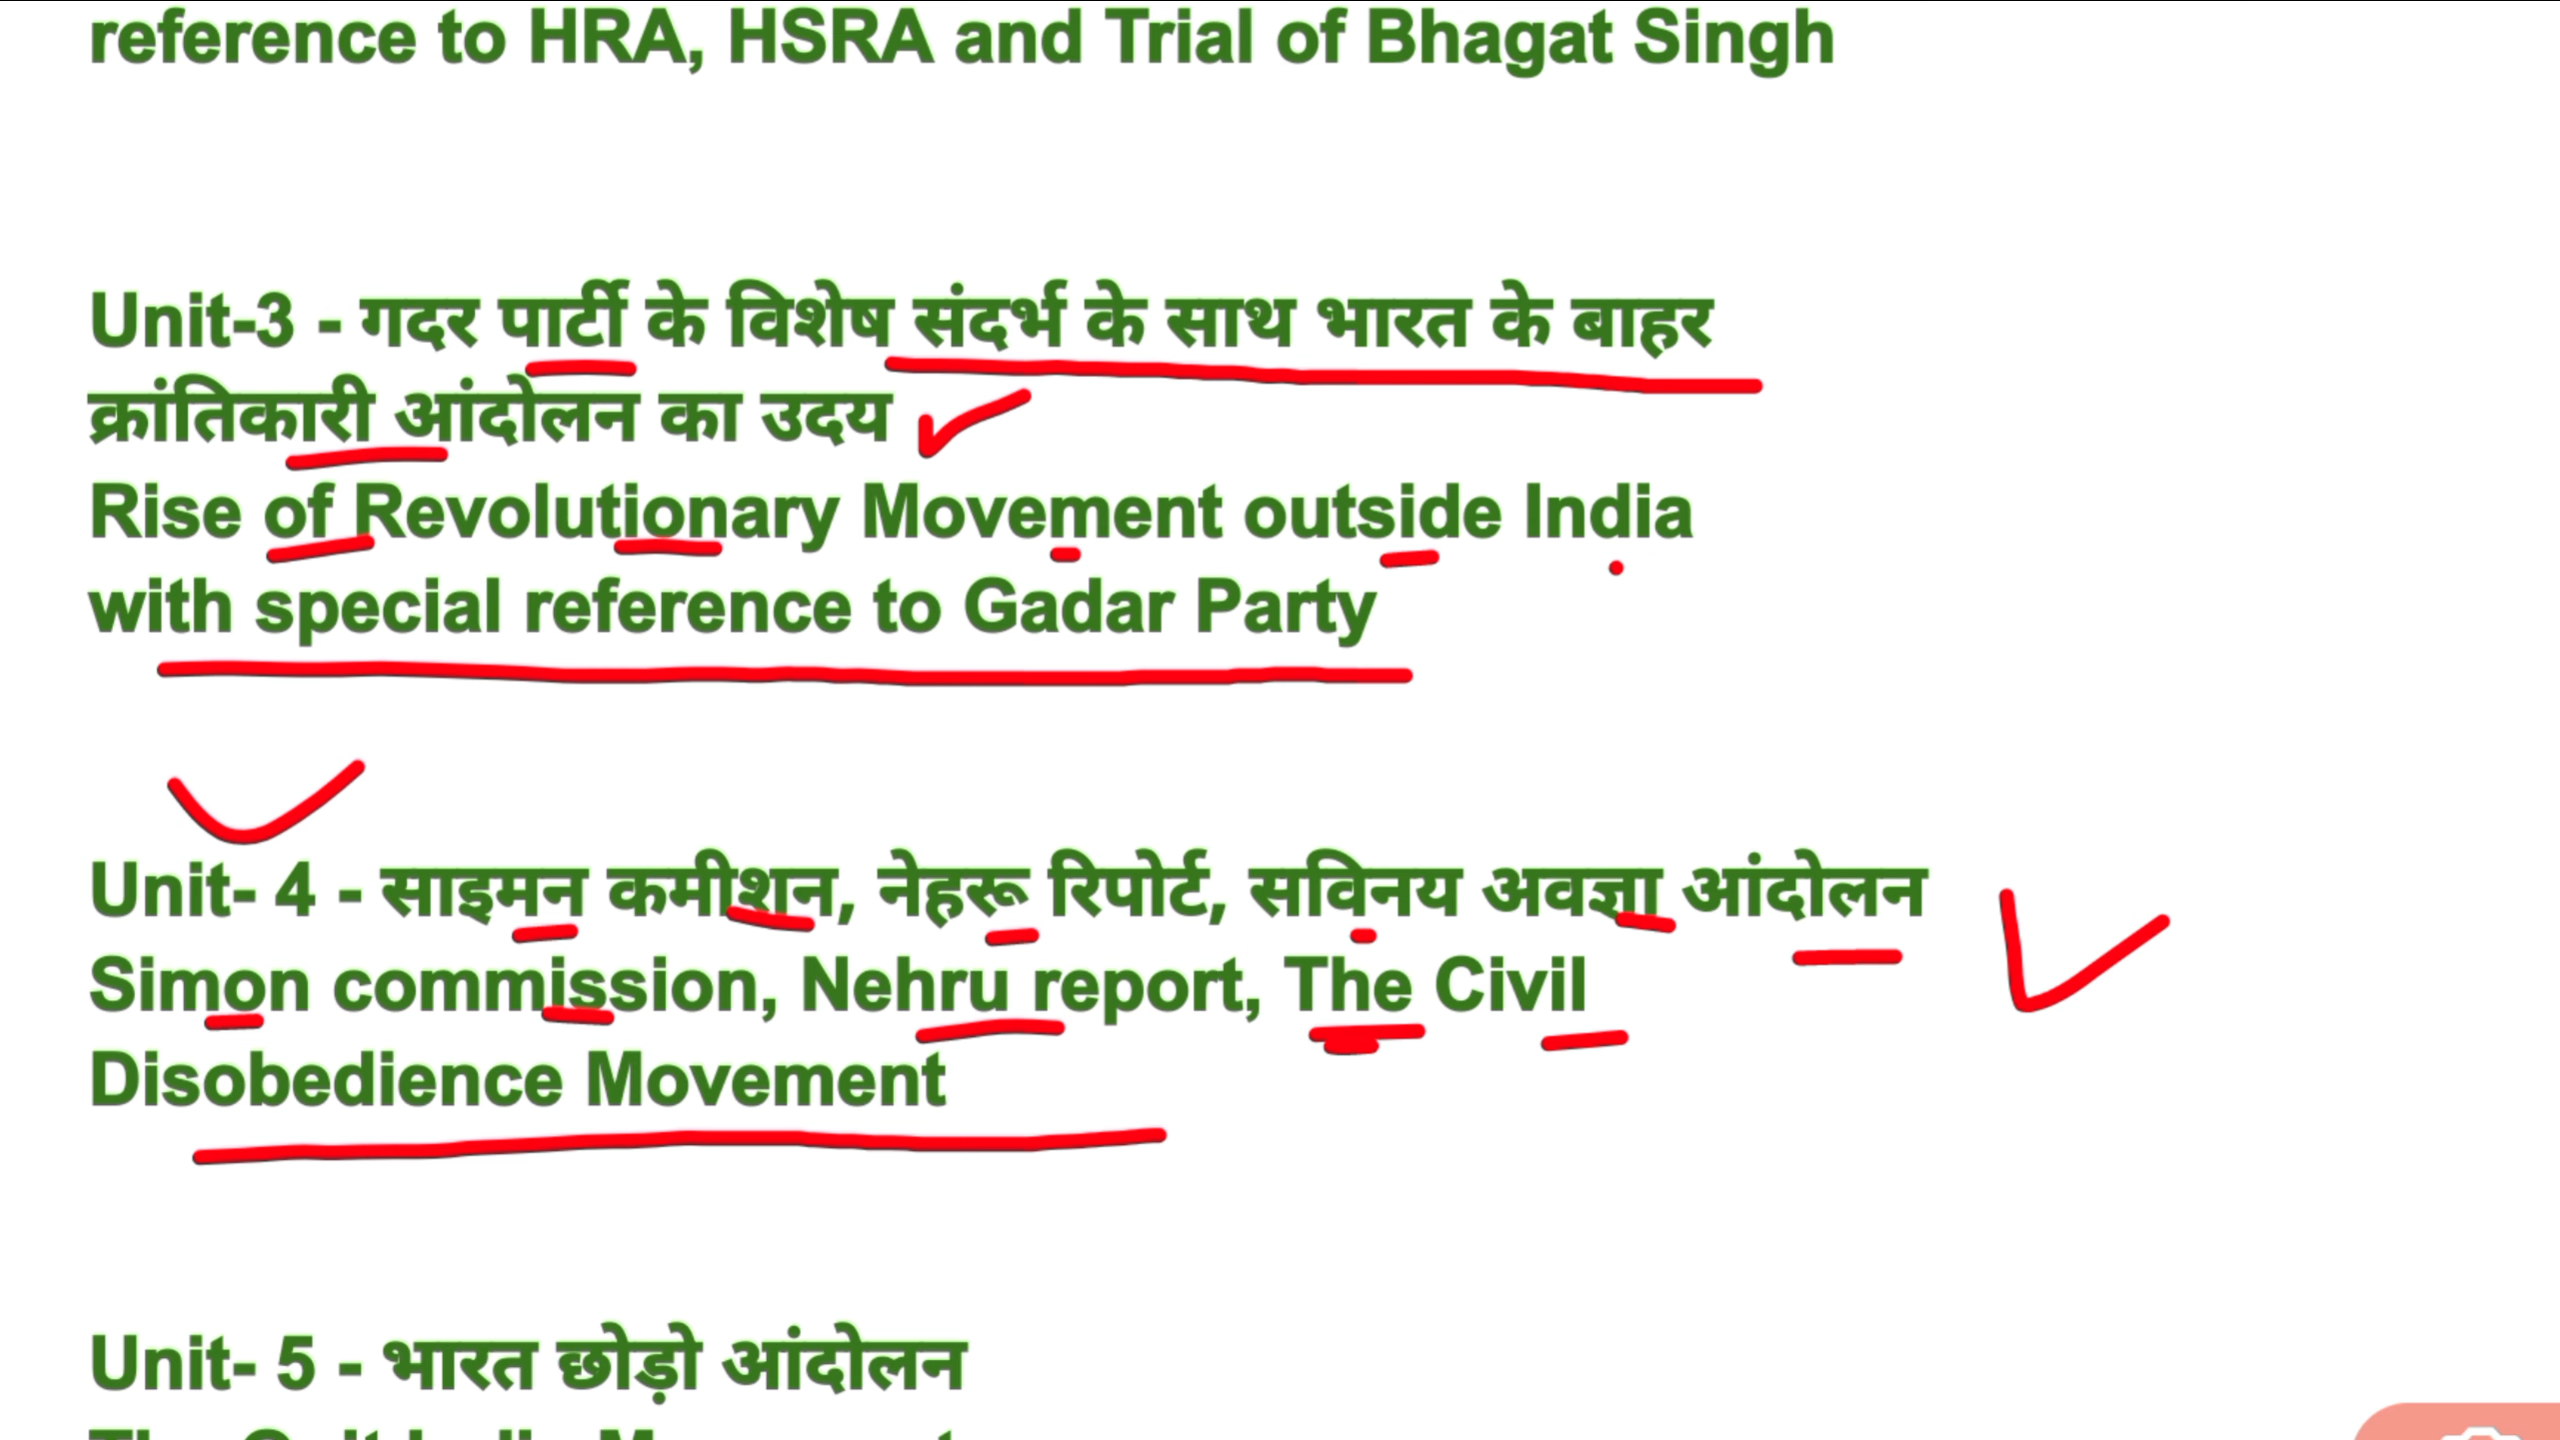 reference to HRA, HSRA and Trial of Bhagat Singh
Unit-3 - गदर पार्टी के विशेष संदर्भ के साथ भारत के बाहर
क्रांतिकारी आंदोलन का उदय
Rise of Revolutionary Movement outside India
with special reference to Gadar Party
Unit- 4 - साइमन कमीशन, नेहरू रिपोर्ट, सविनय अवज्ञा आंदोलन
Simon commission, Nehru report, The Civil
Disobedience Movement
Unit- 5 - भारत छोड़ो आंदोलन